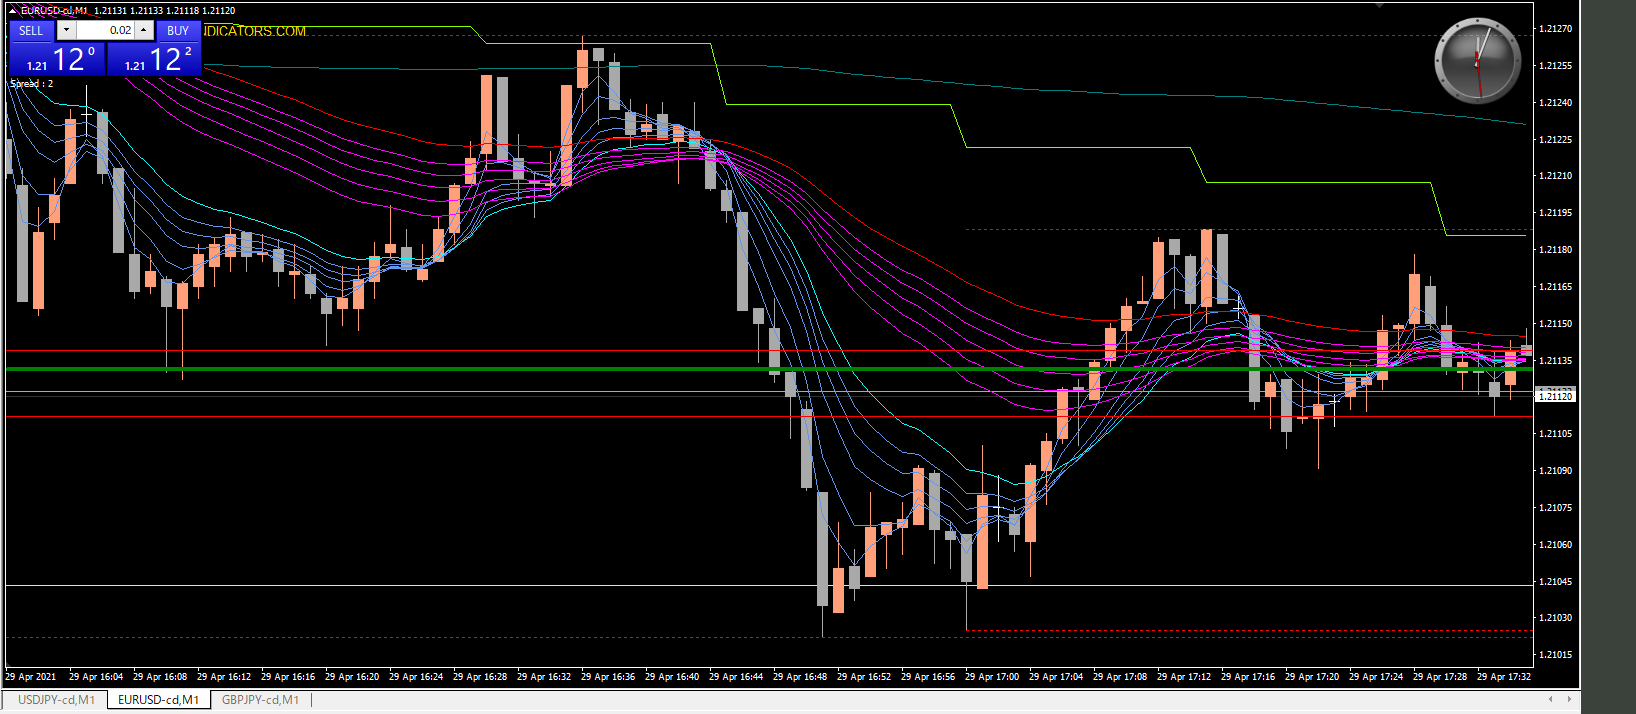 EURUSD-cd,M1 1.21131 1.21133 1.21118 1.21120
SELL 0.02 BUY
NDICATORS.COM
1.21 12 0 1.21 12 2
Spread : 2
1.21270
1.21255
1.21240
1.21225
1.21210
1.21195
1.21180
1.21165
1.21150
1.21135
1.21120
1.21105
1.21090
1.21075
1.21060
1.21045
1.21030
1.21015
29 Apr 2021 29 Apr 16:04 29 Apr 16:08 29 Apr 16:12 29 Apr 16:16 29 Apr 16:20 29 Apr 16:24 29 Apr 16:28 29 Apr 16:32 29 Apr 16:36 29 Apr 16:40 29 Apr 16:44 29 Apr 16:48 29 Apr 16:52 29 Apr 16:56 29 Apr 17:00 29 Apr 17:04 29 Apr 17:08 29 Apr 17:12 29 Apr 17:16 29 Apr 17:20 29 Apr 17:24 29 Apr 17:28 29 Apr 17:32
USDJPY-cd,M1 EURUSD-cd,M1 GBPJPY-cd,M1